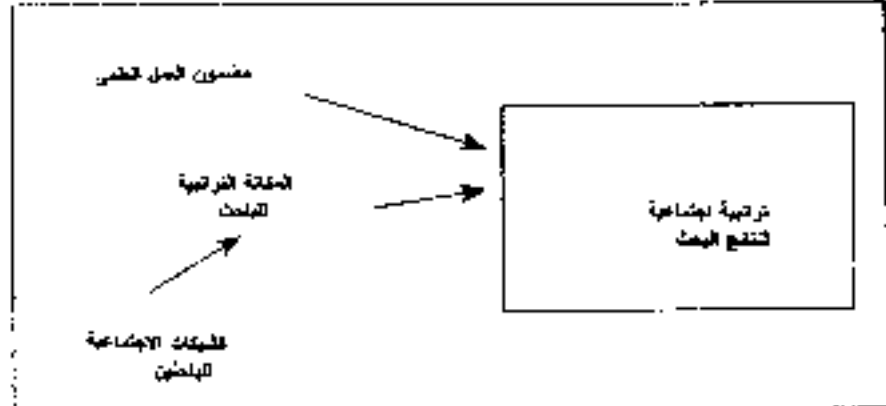 مضمون العمل العلمي
المكانة التراتبية
للباحث
تراتبية اجتماعية
لنتائج البحث
الشبكات الاجتماعية
للباحثين